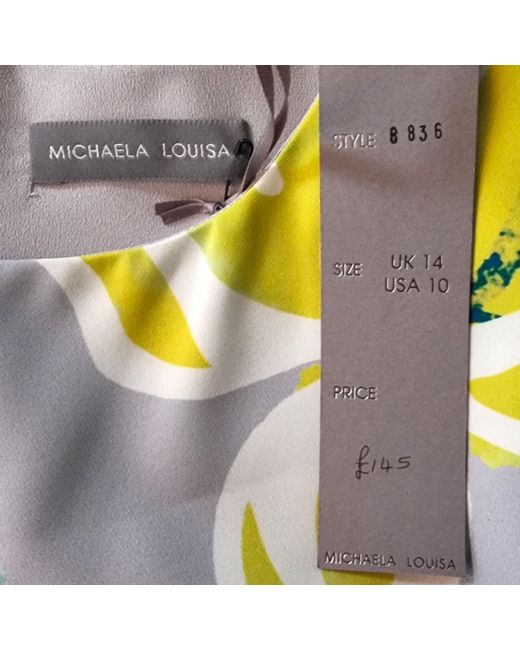 MICHAELA LOUISA
STYLE 8836
SIZE UK 14
USA 10
PRICE
£145
MICHAELA LOUISA